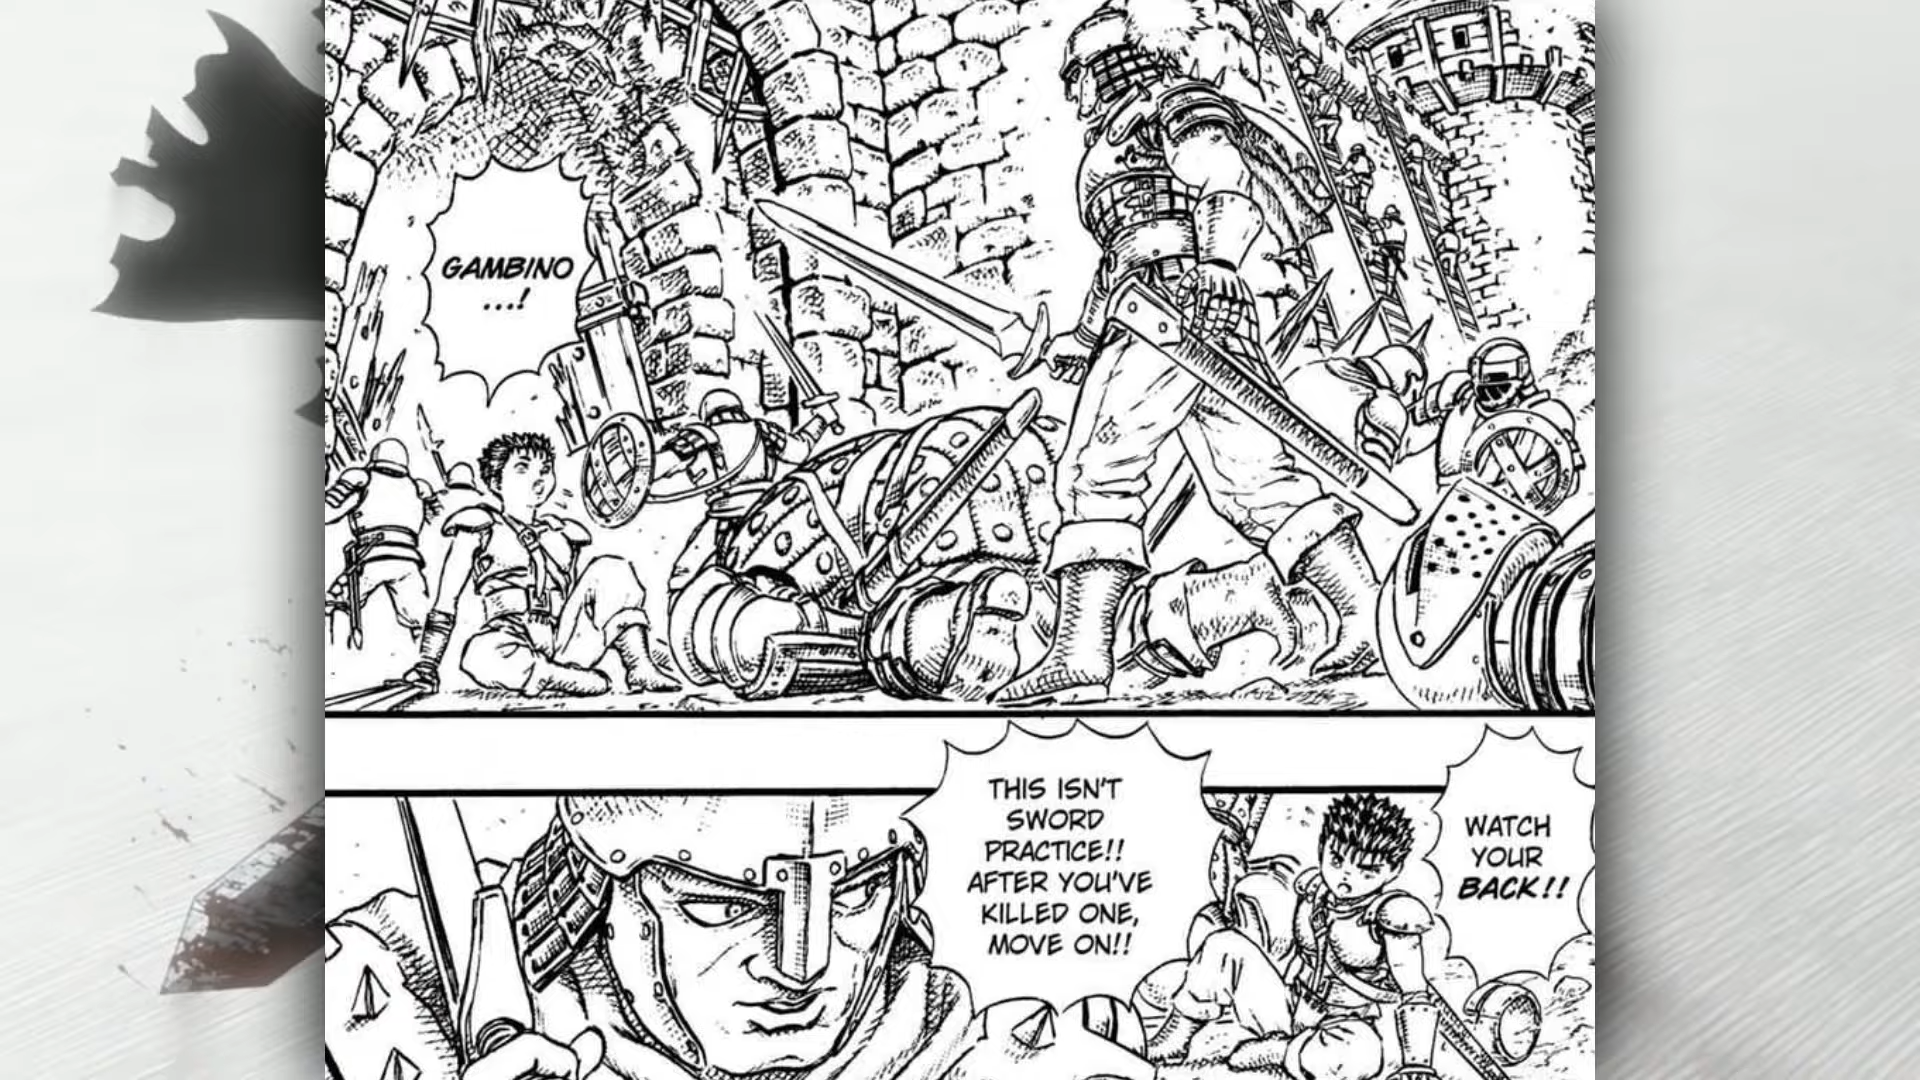 GAMBINO
...!
WATCH
YOUR
BACK!!
THIS ISN'T
SWORD
PRACTICE!!
AFTER YOU'VE
KILLED ONE,
MOVE ON!!